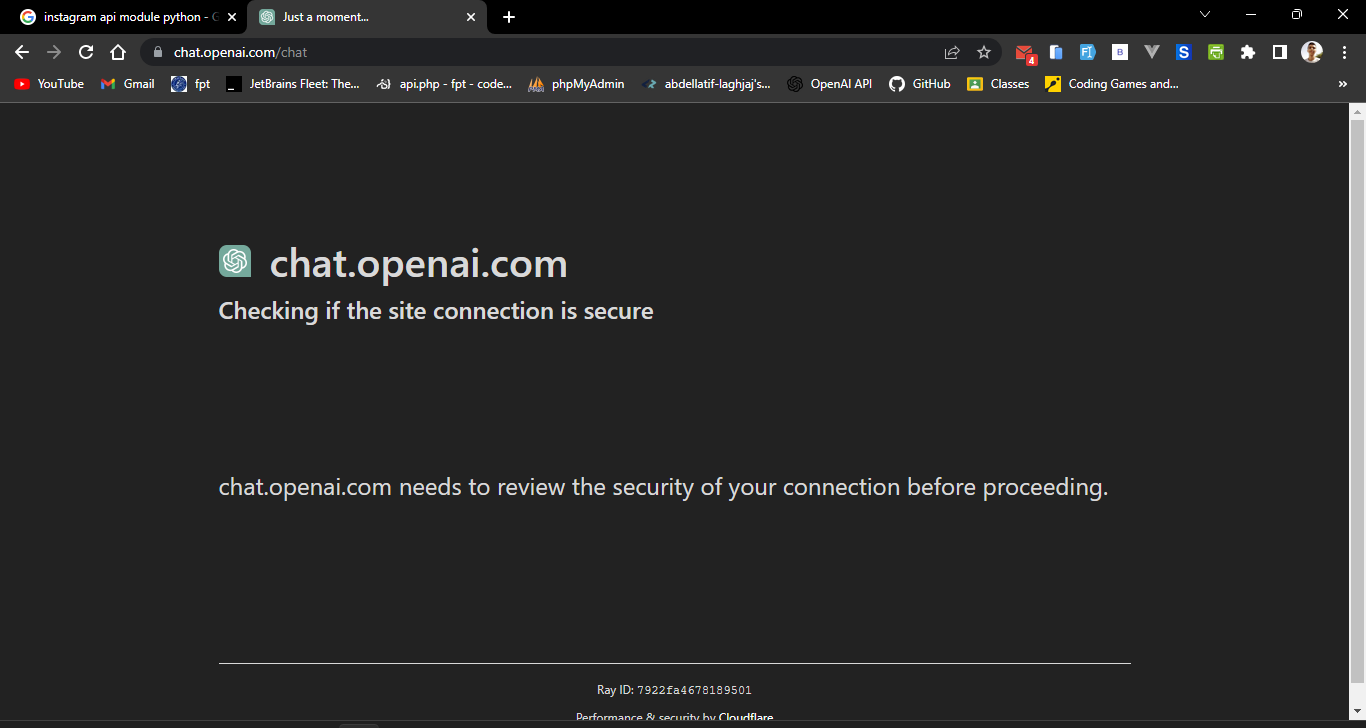 instagram api module python - G
Just a moment...
chat.openai.com/chat
4
FI
B
S
YouTube
Gmail
fpt
JetBrains Fleet: The...
api.php - fpt - code...
phpMyAdmin
abdellatif-laghjaj's...
OpenAI API
GitHub
Classes
Coding Games and...
»
chat.openai.com
Checking if the site connection is secure
chat.openai.com needs to review the security of your connection before proceeding.
Ray ID: 7922fa4678189501
Performance & security by Cloudflare